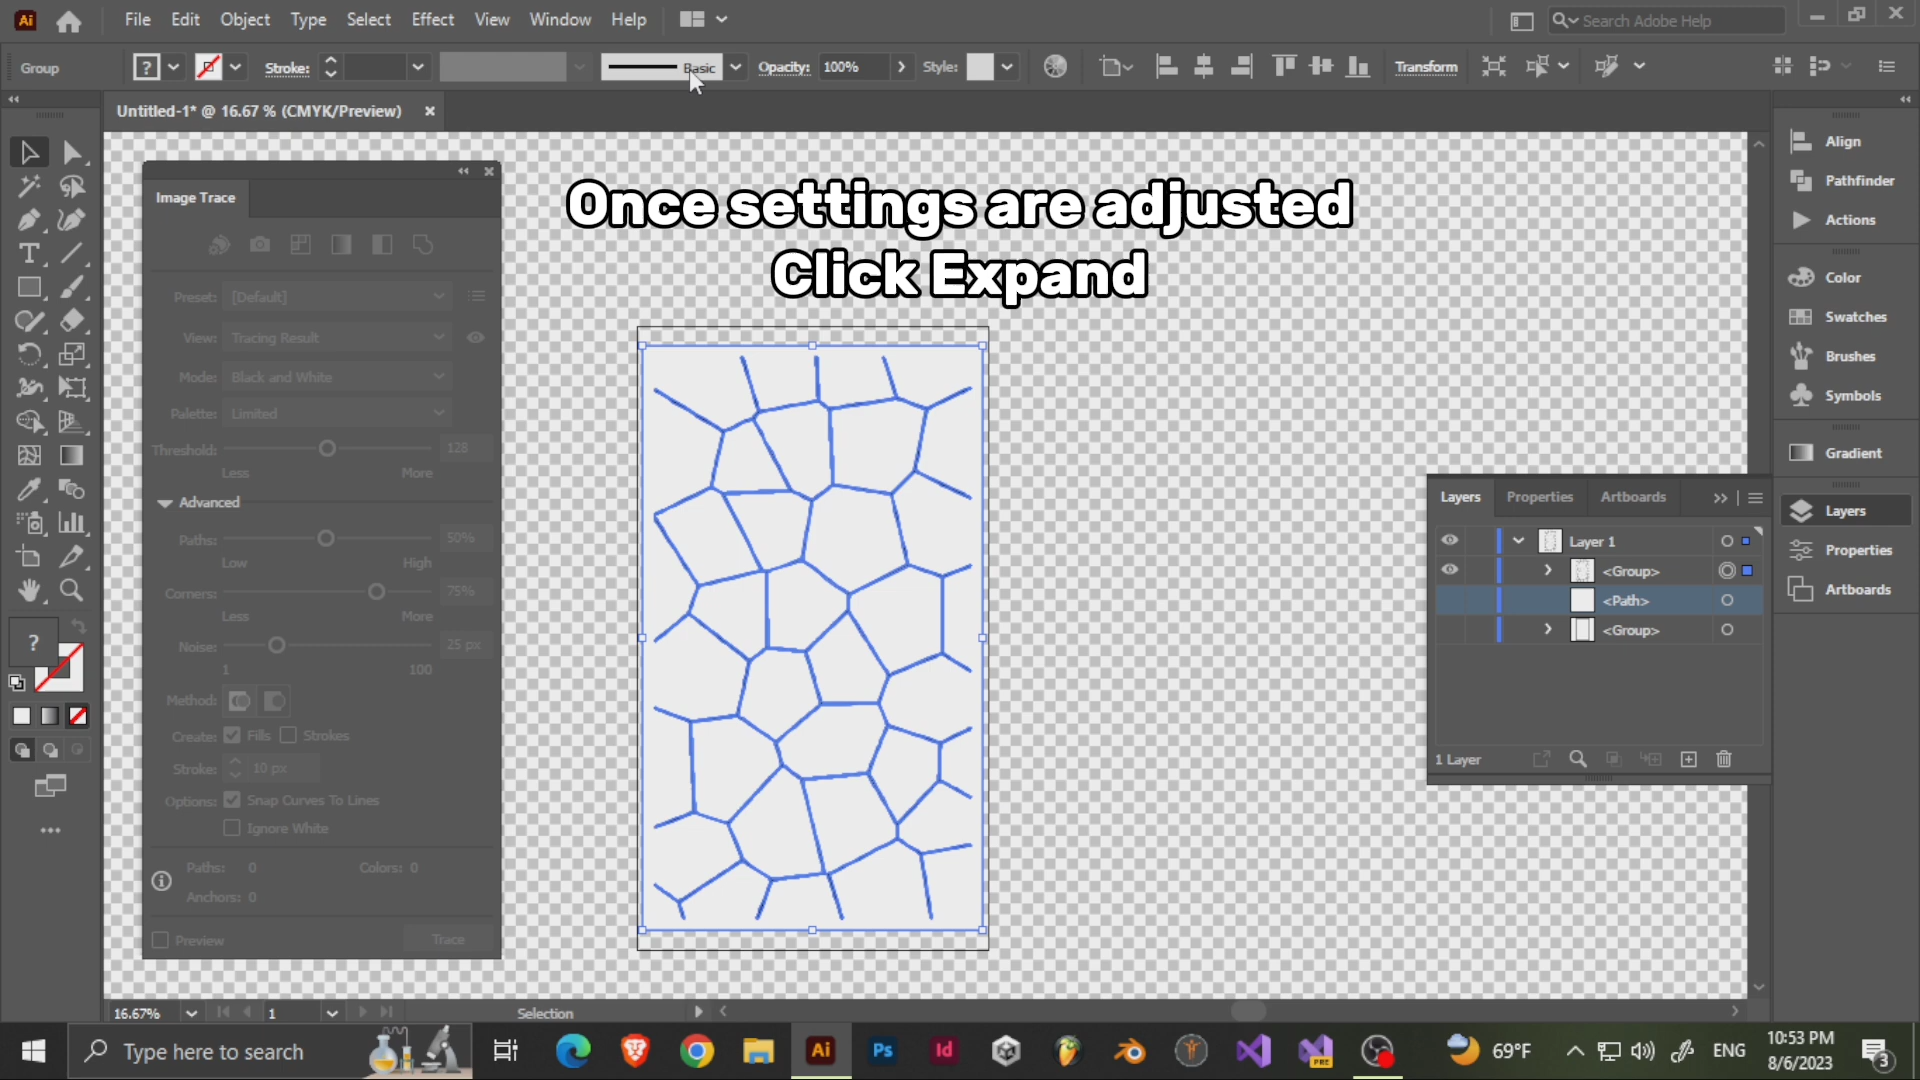 Ai
File Edit Object Type Select Effect View Window Help
Search Adobe Help
Group
?
Stroke:
Basic
Opacity: 100%
Style:
Transform
Untitled-1* @ 16.67 % (CMYK/Preview)
Once settings are adjusted
Click Expand
Image Trace
Preset: [Default]
View: Tracing Result
Mode: Black and White
Palette: Limited
Threshold: 128
Less More
Advanced
Paths: 50%
Low High
Corners: 75%
Less More
Noise: 25 px
1 100
Method:
Create: Fills Strokes
Stroke: 10 px
Options: Snap Curves To Lines
Ignore White
Paths: 0 Colors: 0
Anchors: 0
Preview Trace
?
Align
Pathfinder
Actions
Color
Swatches
Brushes
Symbols
Gradient
Layers
Properties
Artboards
Layers Properties Artboards
Layer 1
<Group>
<Path>
<Group>
1 Layer
16.67% 1 Selection
Type here to search
Ai Ps Id
PRE
69°F
ENG
10:53 PM
8/6/2023
3